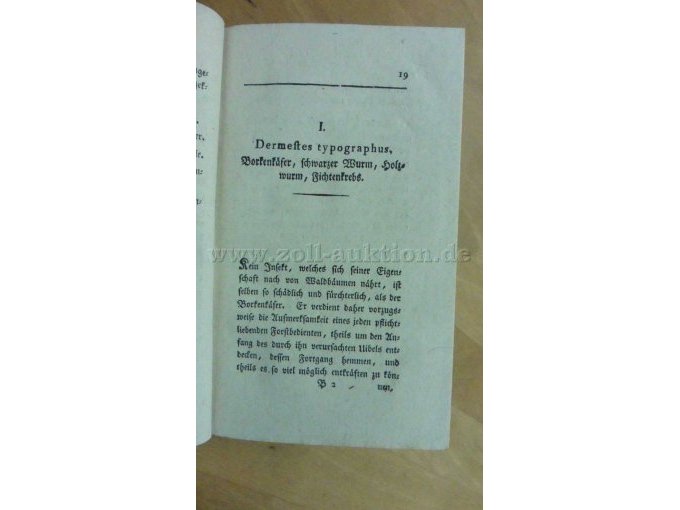 19
I.
Dermeſtes typographus,
Borkenkäfer, ſchwarzer Wurm, Holz⸗
wurm, Fichtenkrebs.
www.zoll-auktion.de
Kein Inſekt, welches ſich ſeiner Eigen⸗
ſchaft nach von Waldbäumen nähret, iſt
ſelben ſo ſchädlich und fürchterlich, als der
Borkenkäfer. Er verdient daher vorzugs⸗
weiſe die Aufmerkſamkeit eines jeden pflicht⸗
liebenden Forſtbedienten, theils um den An⸗
fang des durch ihn verurſachten Uibels ent⸗
decken, deſſen Fortgang hemmen, und
theils es ſo viel möglich entkräften zu kön⸗
B 2 nen,